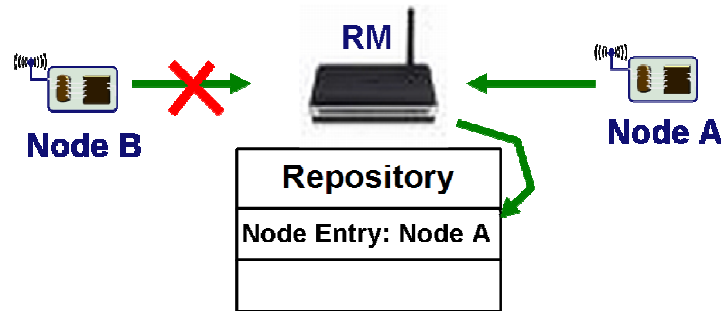 RM
Node B
Node A
Repository
Node Entry: Node A